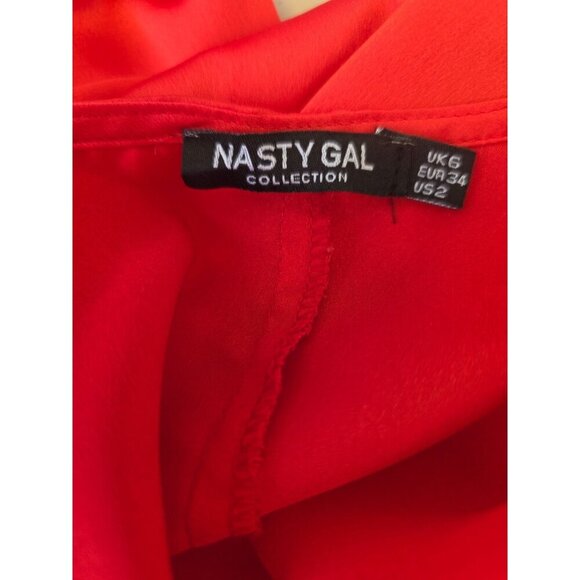 NASTY GAL
COLLECTION
UK6
EUR34
US2